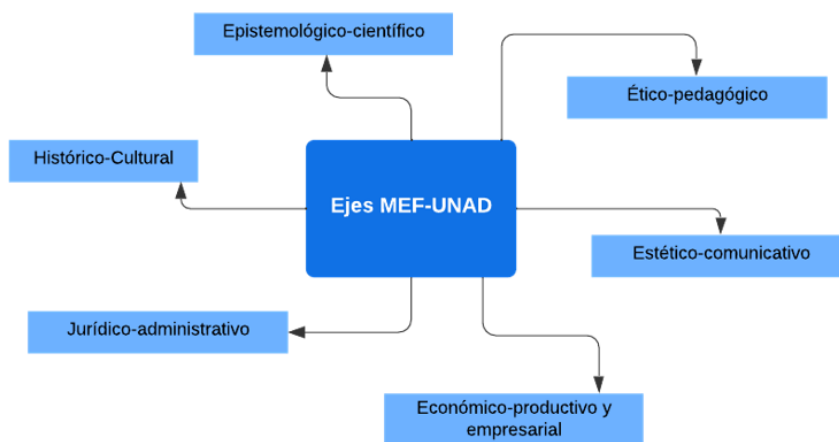 Epistemológico-científico
Ético-pedagógico
Histórico-Cultural
Ejes MEF-UNAD
Estético-comunicativo
Jurídico-administrativo
Económico-productivo y
empresarial